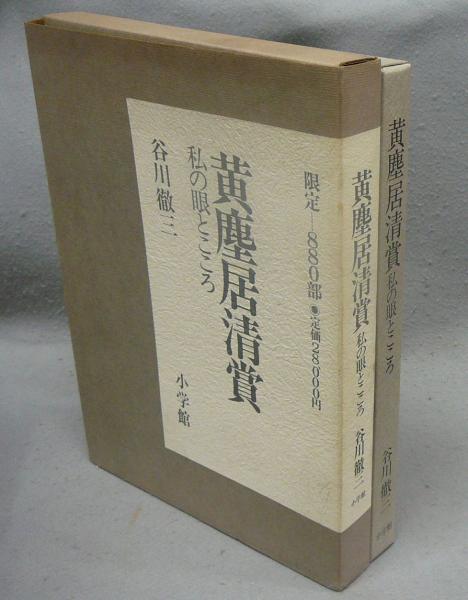 限定—880部●定価28000円
黄塵居清賞
私の眼とこころ
谷川徹三
小学館
黄塵居清賞 私の眼とこころ 谷川徹三 小学館
黄塵居清賞 私の眼とこころ 谷川徹三 小学館